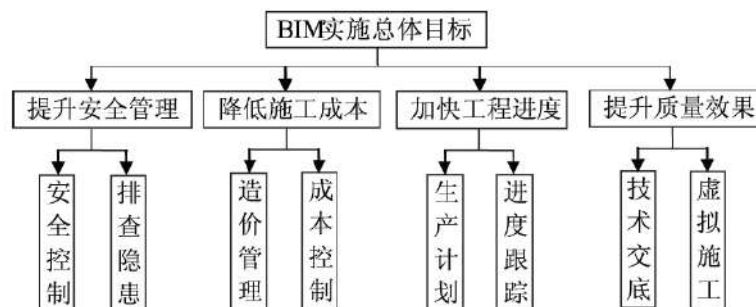 BIM实施总体目标
提升安全管理
降低施工成本
加快工程进度
提升质量效果
安全控制
排查隐患
造价管理
成本控制
生产计划
进度跟踪
技术交底
虚拟施工